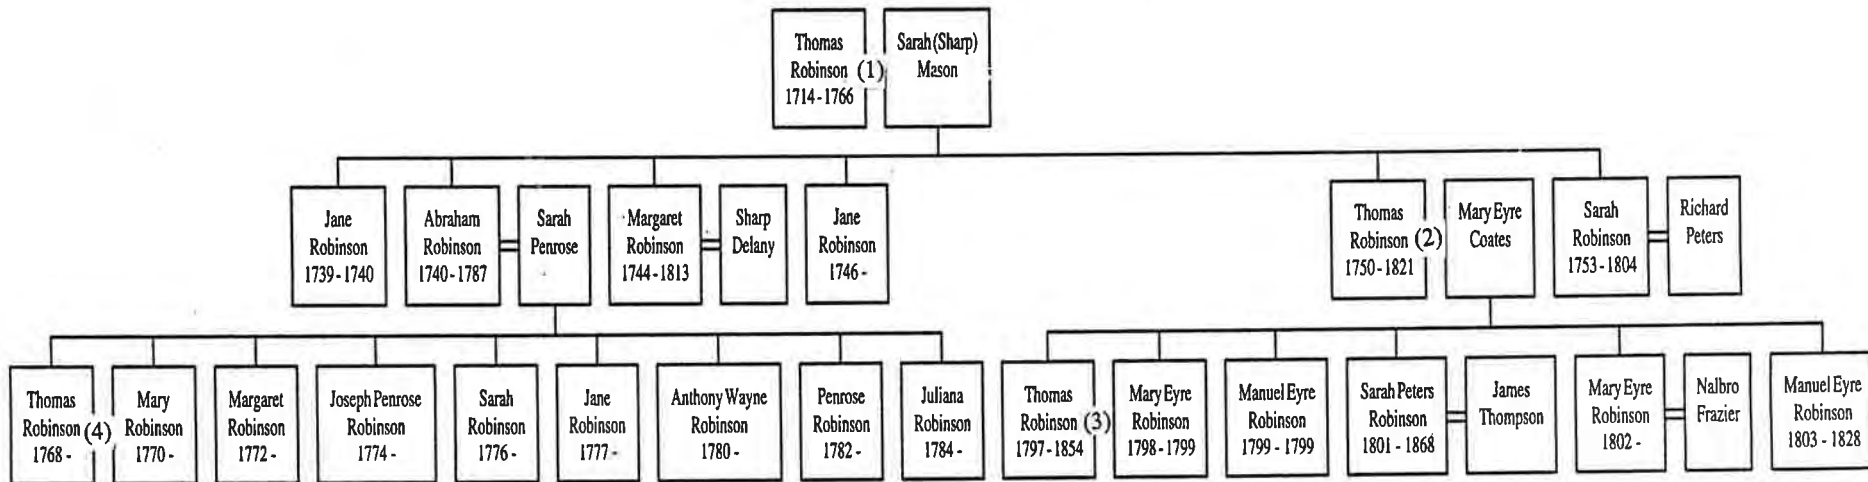 Thomas
Robinson (1)
1714 - 1766
Sarah (Sharp)
Mason
Jane
Robinson
1739 - 1740
Abraham
Robinson
1740 - 1787
Sarah
Penrose
Margaret
Robinson
1744 - 1813
Sharp
Delany
Jane
Robinson
1746 -
Thomas
Robinson (2)
1750 - 1821
Mary Eyre
Coates
Sarah
Robinson
1753 - 1804
Richard
Peters
Thomas
Robinson (4)
1768 -
Mary
Robinson
1770 -
Margaret
Robinson
1772 -
Joseph Penrose
Robinson
1774 -
Sarah
Robinson
1776 -
Jane
Robinson
1777 -
Anthony Wayne
Robinson
1780 -
Penrose
Robinson
1782 -
Juliana
Robinson
1784 -
Thomas
Robinson (3)
1797 - 1854
Mary Eyre
Robinson
1798 - 1799
Manuel Eyre
Robinson
1799 - 1799
Sarah Peters
Robinson
1801 - 1868
James
Thompson
Mary Eyre
Robinson
1802 -
Nalbro
Frazier
Manuel Eyre
Robinson
1803 - 1828